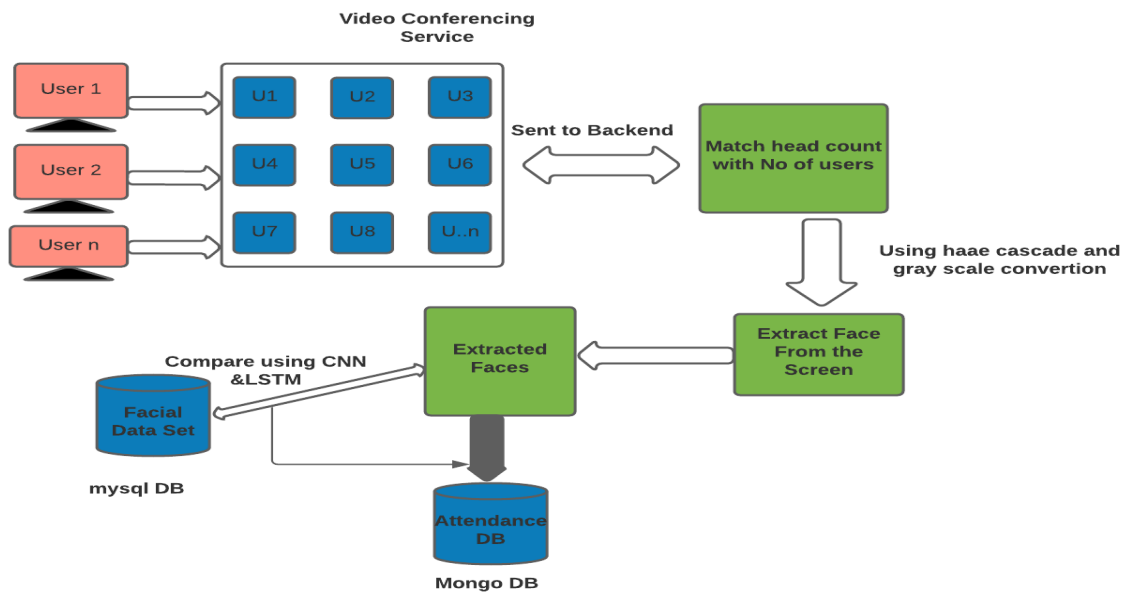 Video Conferencing
Service
User 1
User 2
User n
U1
U2
U3
U4
U5
U6
U7
U8
U..n
Sent to Backend
Match head count
with No of users
Using haae cascade and
gray scale convertion
Extract Face
From the
Screen
Extracted
Faces
Compare using CNN
&LSTM
Facial
Data Set
mysql DB
Attendance
DB
Mongo DB